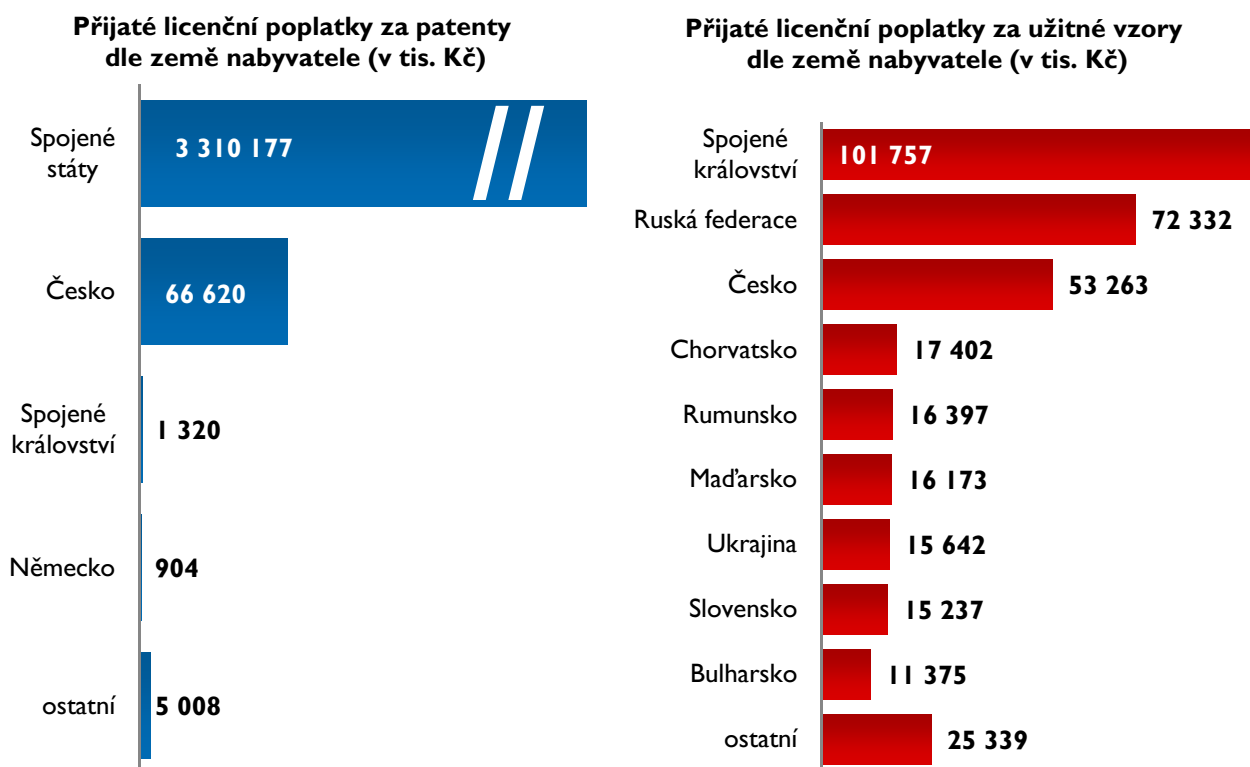 Přijaté licenční poplatky za patenty
dle země nabyvatele (v tis. Kč)
Spojené
státy
3 310 177
Česko
66 620
Spojené
království
1 320
Německo
904
ostatní
5 008
Přijaté licenční poplatky za užitné vzory
dle země nabyvatele (v tis. Kč)
Spojené
království
101 757
Ruská federace
72 332
Česko
53 263
Chorvatsko
17 402
Rumunsko
16 397
Maďarsko
16 173
Ukrajina
15 642
Slovensko
15 237
Bulharsko
11 375
ostatní
25 339